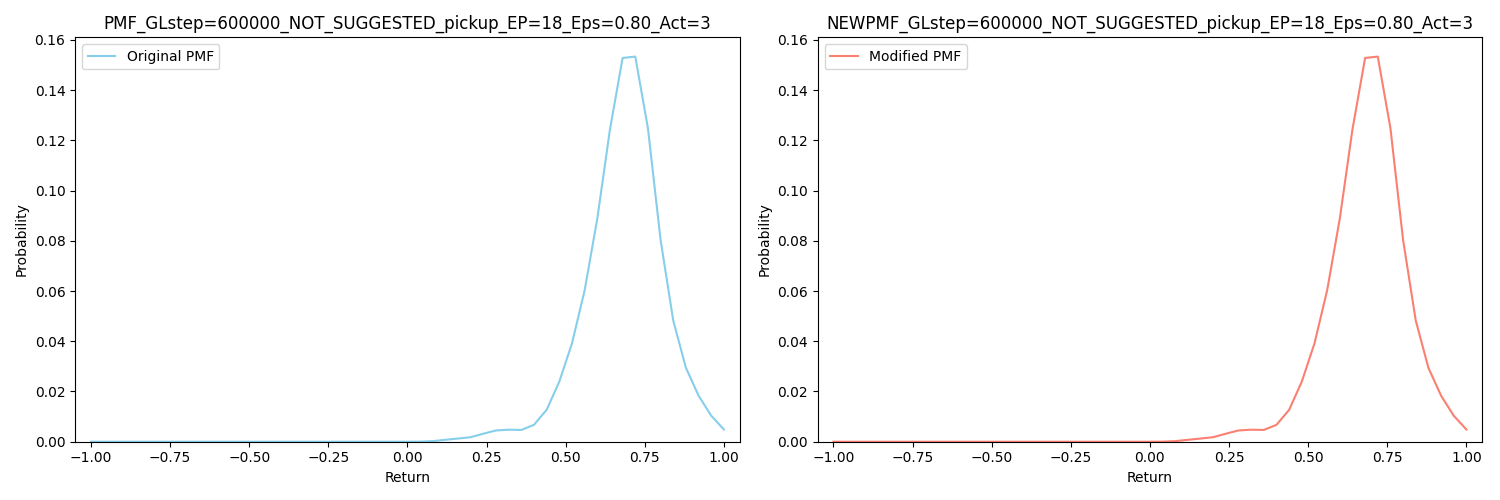 PMF_GLstep=600000_NOT_SUGGESTED_pickup_EP=18_Eps=0.80_Act=3
Original PMF
Probability
0.16
0.14
0.12
0.10
0.08
0.06
0.04
0.02
0.00
−1.00 −0.75 −0.50 −0.25 0.00 0.25 0.50 0.75 1.00
Return
NEWPMF_GLstep=600000_NOT_SUGGESTED_pickup_EP=18_Eps=0.80_Act=3
Modified PMF
Probability
0.16
0.14
0.12
0.10
0.08
0.06
0.04
0.02
0.00
−1.00 −0.75 −0.50 −0.25 0.00 0.25 0.50 0.75 1.00
Return